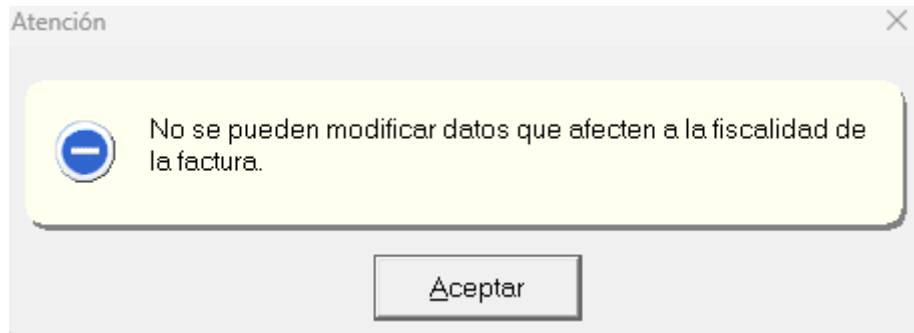 Atención
No se pueden modificar datos que afecten a la fiscalidad de
la factura.
Aceptar